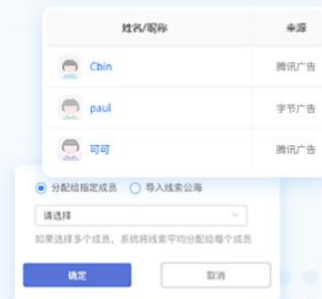 姓名/昵称 来源
Cbin 腾讯广告
paul 字节广告
可可 腾讯广告
分配给指定成员 导入线索公海
请选择
如果选择多个成员，系统将线索平均分配给每个成员
确定 取消